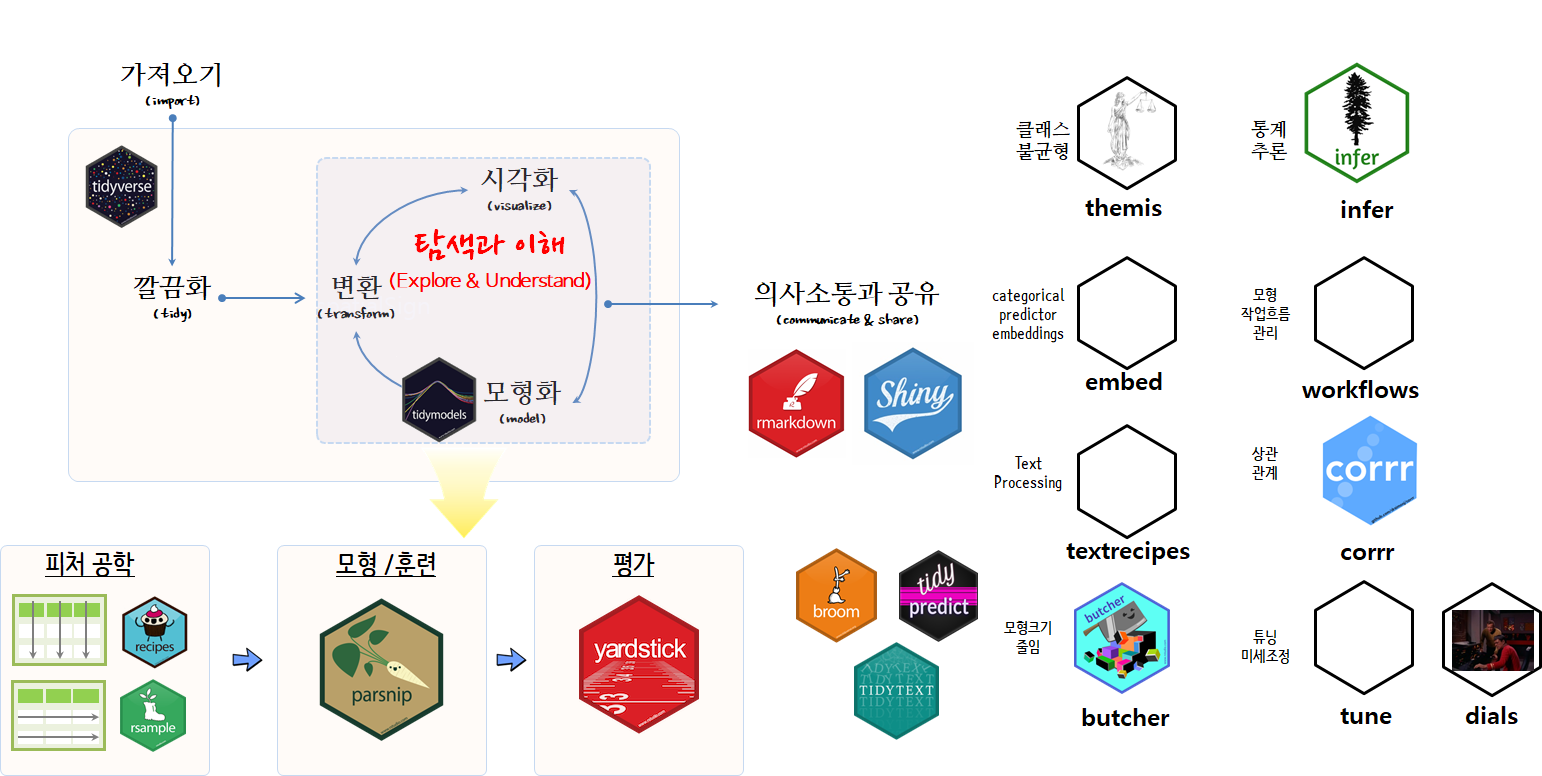 가져오기
(import)
tidyverse
시각화
(visualize)
탐색과 이해
(Explore & Understand)
깔끔화
(tidy)
변환
(transform)
tidymodels
모형화
(model)
의사소통과 공유
(communicate & share)
rmarkdown
Shiny
피처 공학
recipes
rsample
모형 /훈련
parsnip
평가
yardstick
broom
tidy
predict
TIDYTEXT
클래스
불균형
themis
통계
추론
infer
infer
categorical
predictor
embeddings
embed
모형
작업흐름
관리
workflows
Text
Processing
textrecipes
상관
관계
corrr
corrr
모형크기
줄임
butcher
butcher
튜닝
미세조정
tune
dials